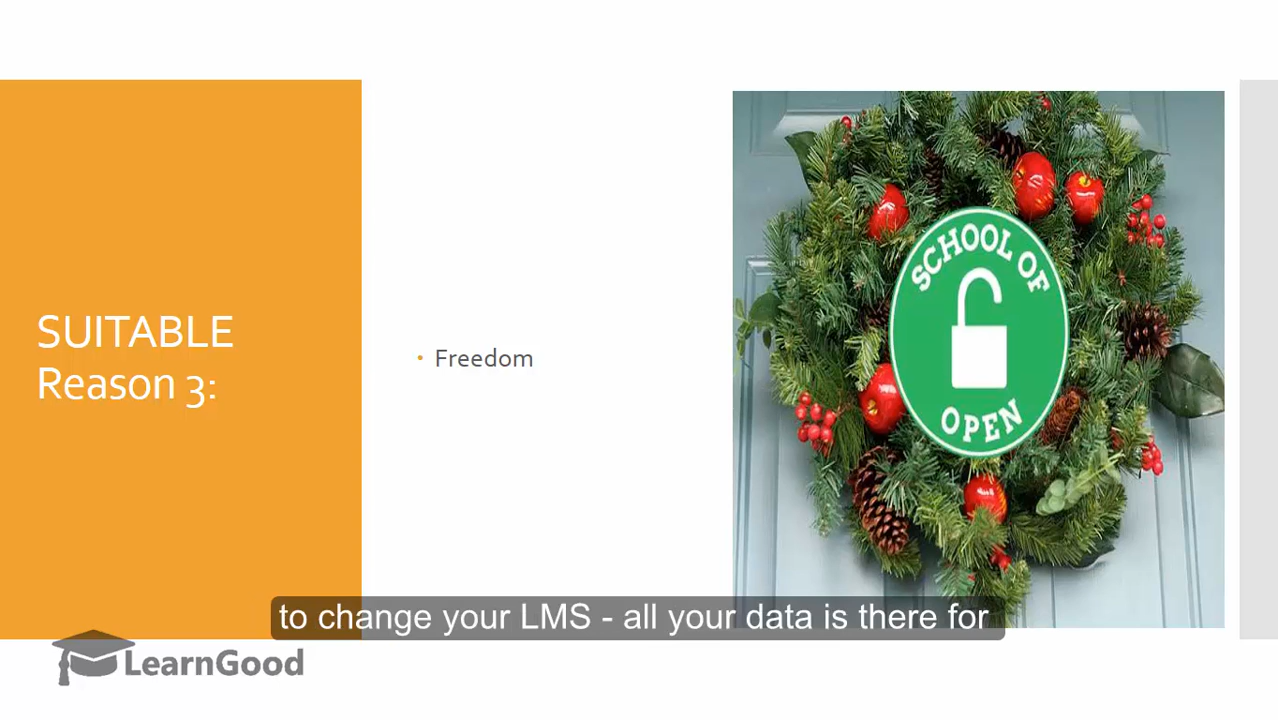 SUITABLE
Reason 3:
• Freedom
SCHOOL OF
OPEN
to change your LMS - all your data is there for
LearnGood